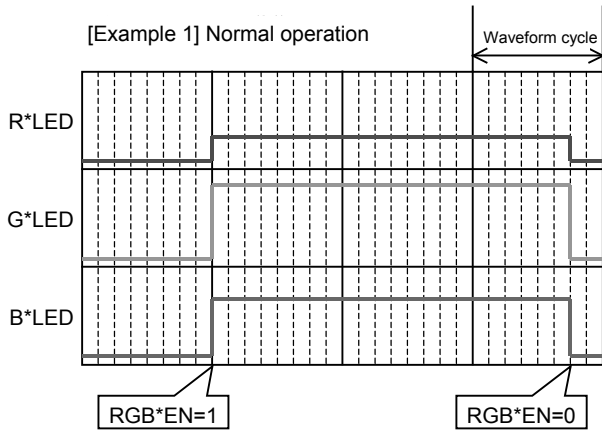 [Example 1] Normal operation
Waveform cycle
R*LED
G*LED
B*LED
RGB*EN=1
RGB*EN=0